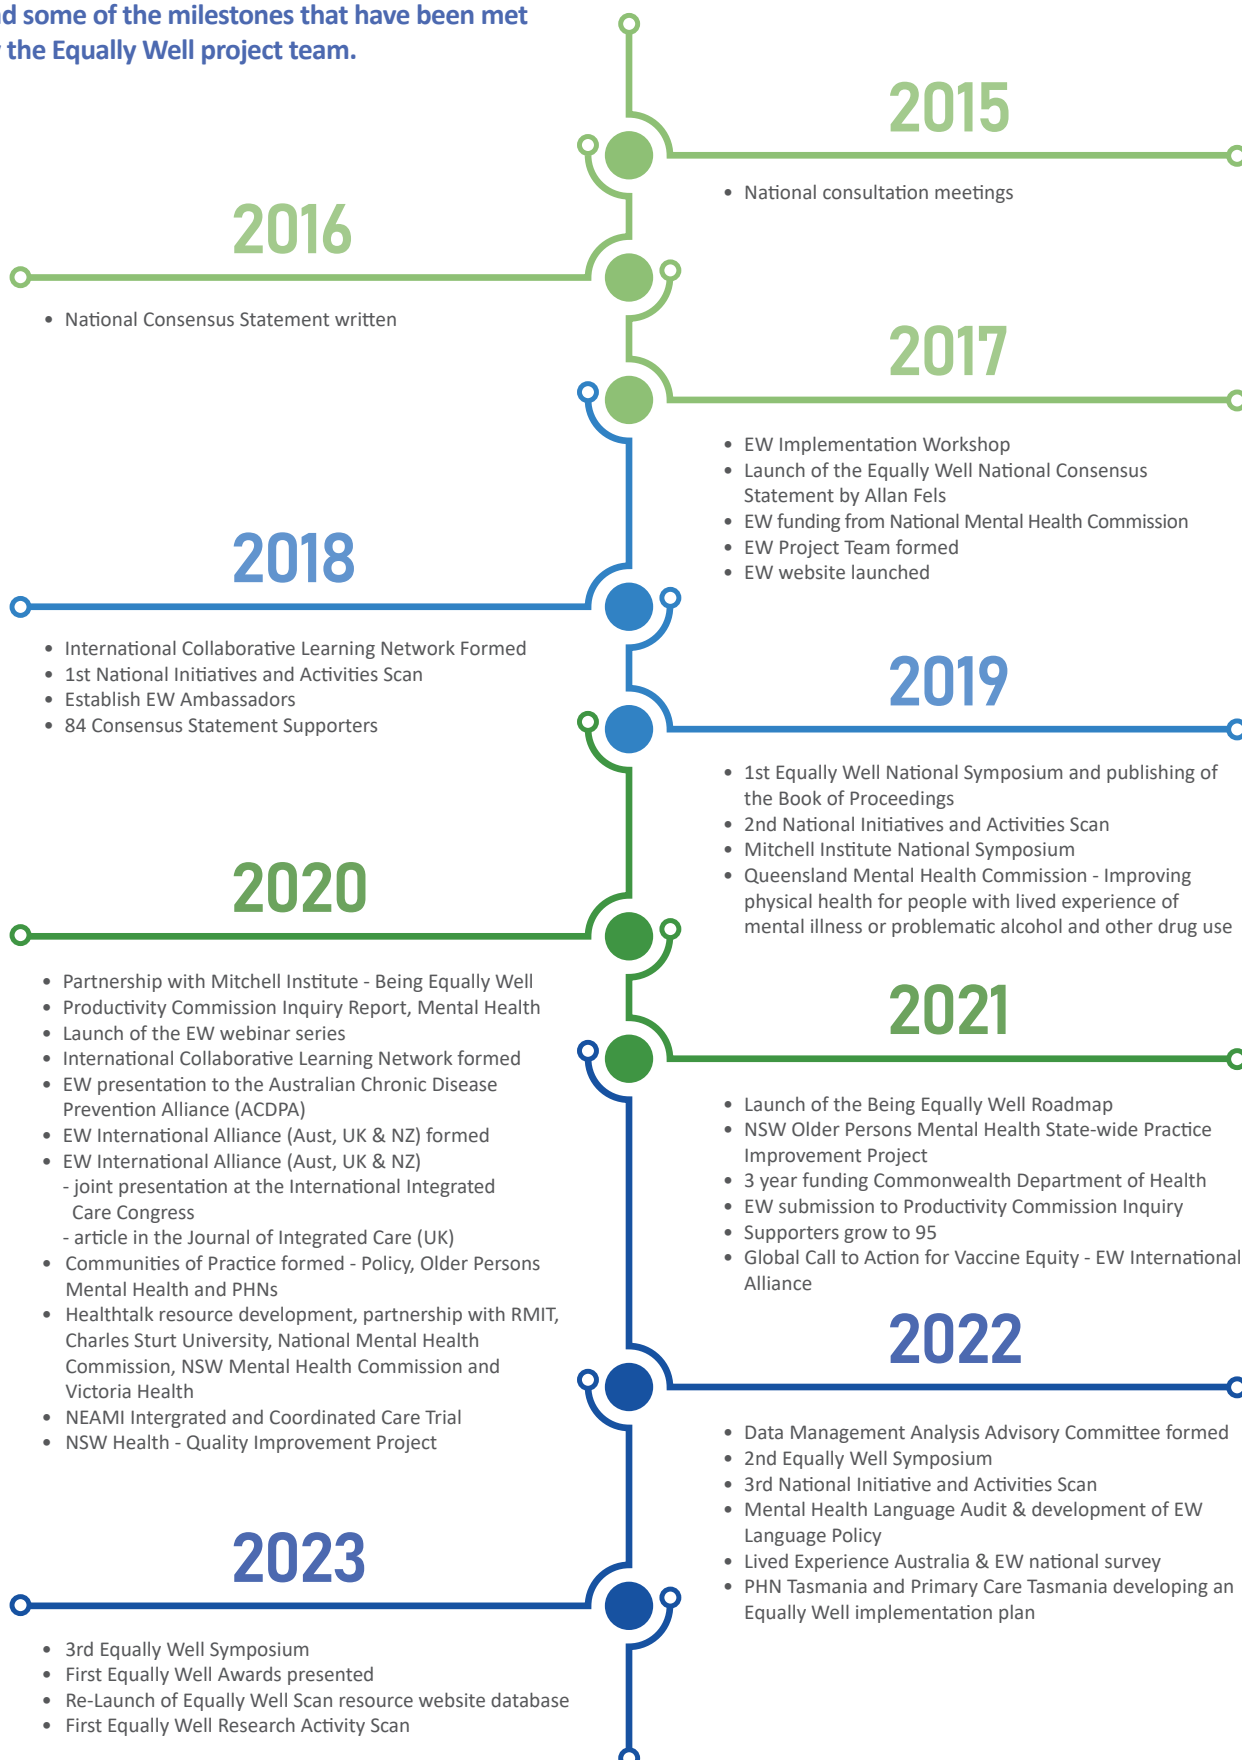 some of the milestones that have been met
the Equally Well project team.
2015
• National consultation meetings
2016
• National Consensus Statement written
2017
• EW Implementation Workshop
• Launch of the Equally Well National Consensus
Statement by Allan Fels
• EW funding from National Mental Health Commission
• EW Project Team formed
• EW website launched
2018
• International Collaborative Learning Network Formed
• 1st National Initiatives and Activities Scan
• Establish EW Ambassadors
• 84 Consensus Statement Supporters
2019
• 1st Equally Well National Symposium and publishing of
the Book of Proceedings
• 2nd National Initiatives and Activities Scan
• Mitchell Institute National Symposium
• Queensland Mental Health Commission - Improving
physical health for people with lived experience of
mental illness or problematic alcohol and other drug use
2020
• Partnership with Mitchell Institute - Being Equally Well
• Productivity Commission Inquiry Report, Mental Health
• Launch of the EW webinar series
• International Collaborative Learning Network formed
• EW presentation to the Australian Chronic Disease
Prevention Alliance (ACDPA)
• EW International Alliance (Aust, UK & NZ) formed
• EW International Alliance (Aust, UK & NZ)
- joint presentation at the International Integrated
Care Congress
- article in the Journal of Integrated Care (UK)
• Communities of Practice formed - Policy, Older Persons
Mental Health and PHNs
• Healthtalk resource development, partnership with RMIT,
Charles Sturt University, National Mental Health
Commission, NSW Mental Health Commission and
Victoria Health
• NEAMI Intergrated and Coordinated Care Trial
• NSW Health - Quality Improvement Project
2021
• Launch of the Being Equally Well Roadmap
• NSW Older Persons Mental Health State-wide Practice
Improvement Project
• 3 year funding Commonwealth Department of Health
• EW submission to Productivity Commission Inquiry
• Supporters grow to 95
• Global Call to Action for Vaccine Equity - EW International
Alliance
2022
• Data Management Analysis Advisory Committee formed
• 2nd Equally Well Symposium
• 3rd National Initiative and Activities Scan
• Mental Health Language Audit & development of EW
Language Policy
• Lived Experience Australia & EW national survey
• PHN Tasmania and Primary Care Tasmania developing an
Equally Well implementation plan
2023
• 3rd Equally Well Symposium
• First Equally Well Awards presented
• Re-Launch of Equally Well Scan resource website database
• First Equally Well Research Activity Scan